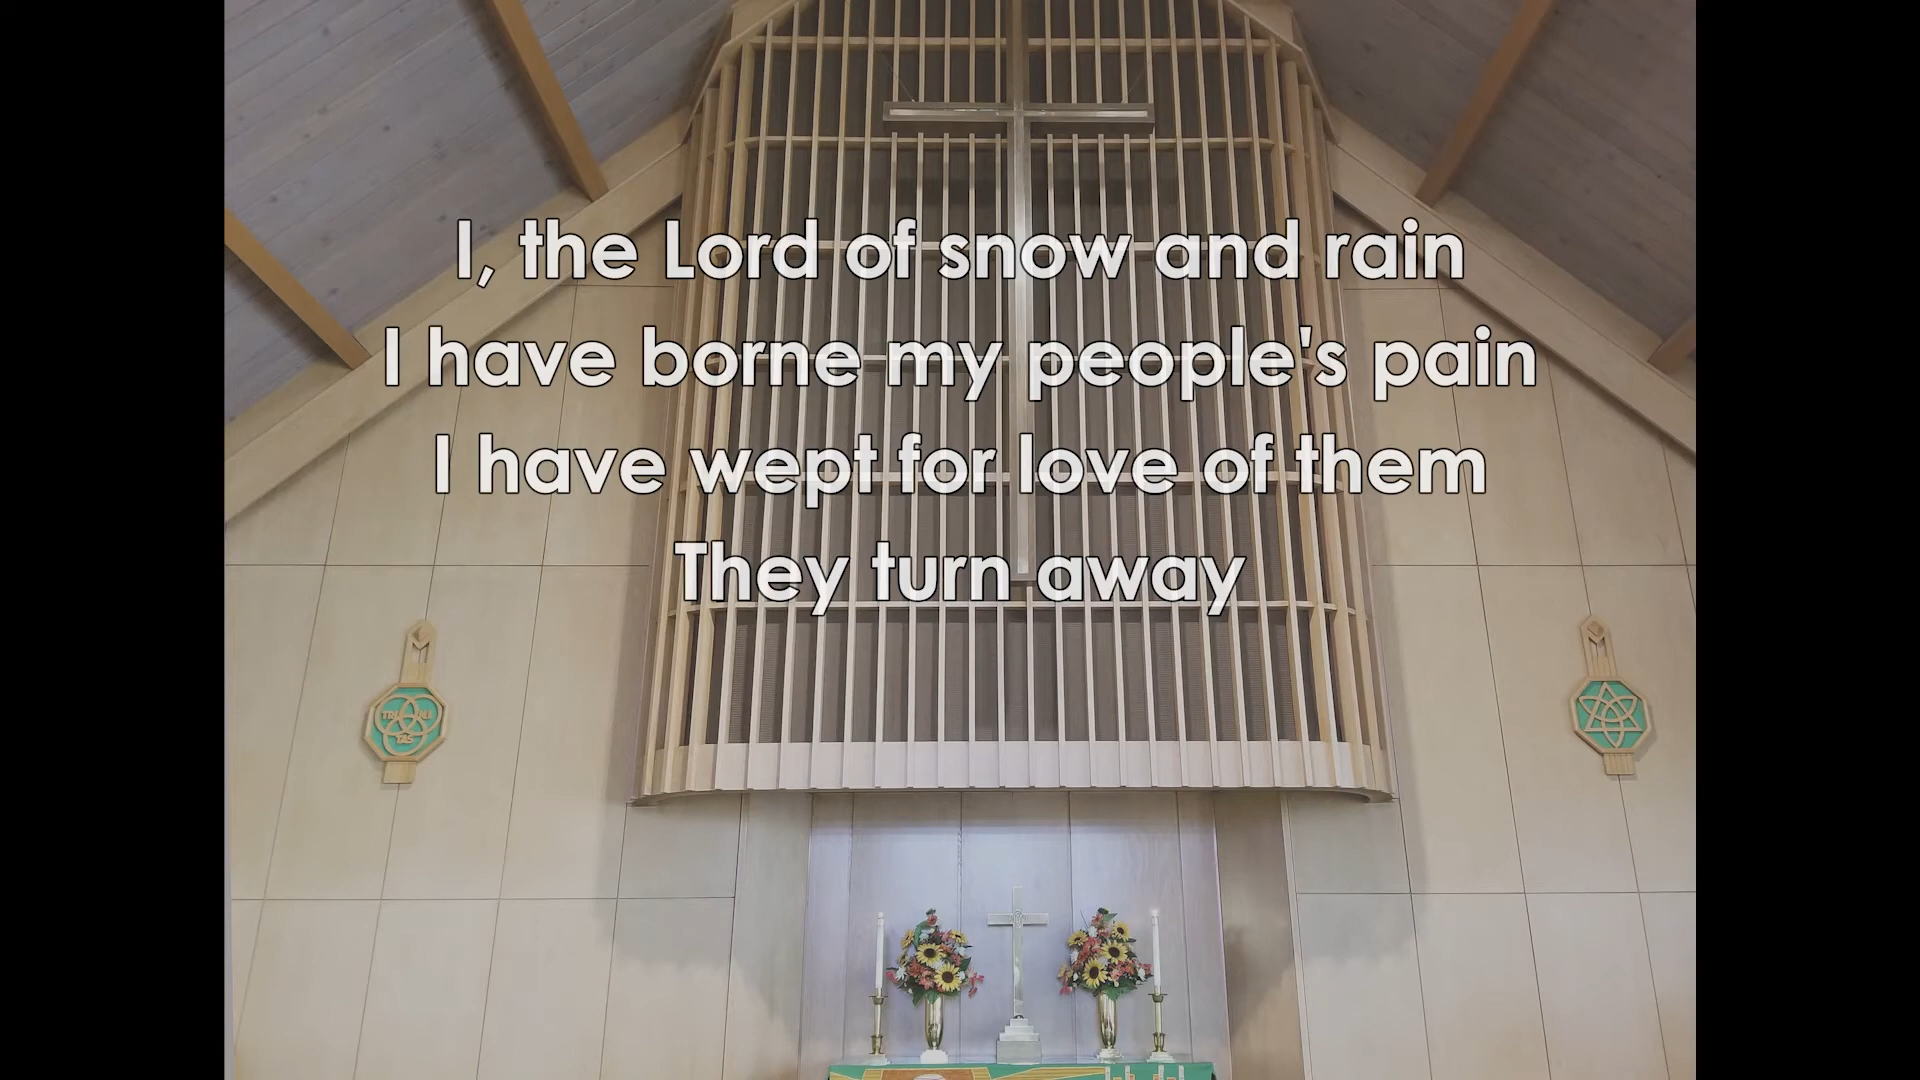 I, the Lord of snow and rain
I have borne my people's pain
I have wept for love of them
They turn away